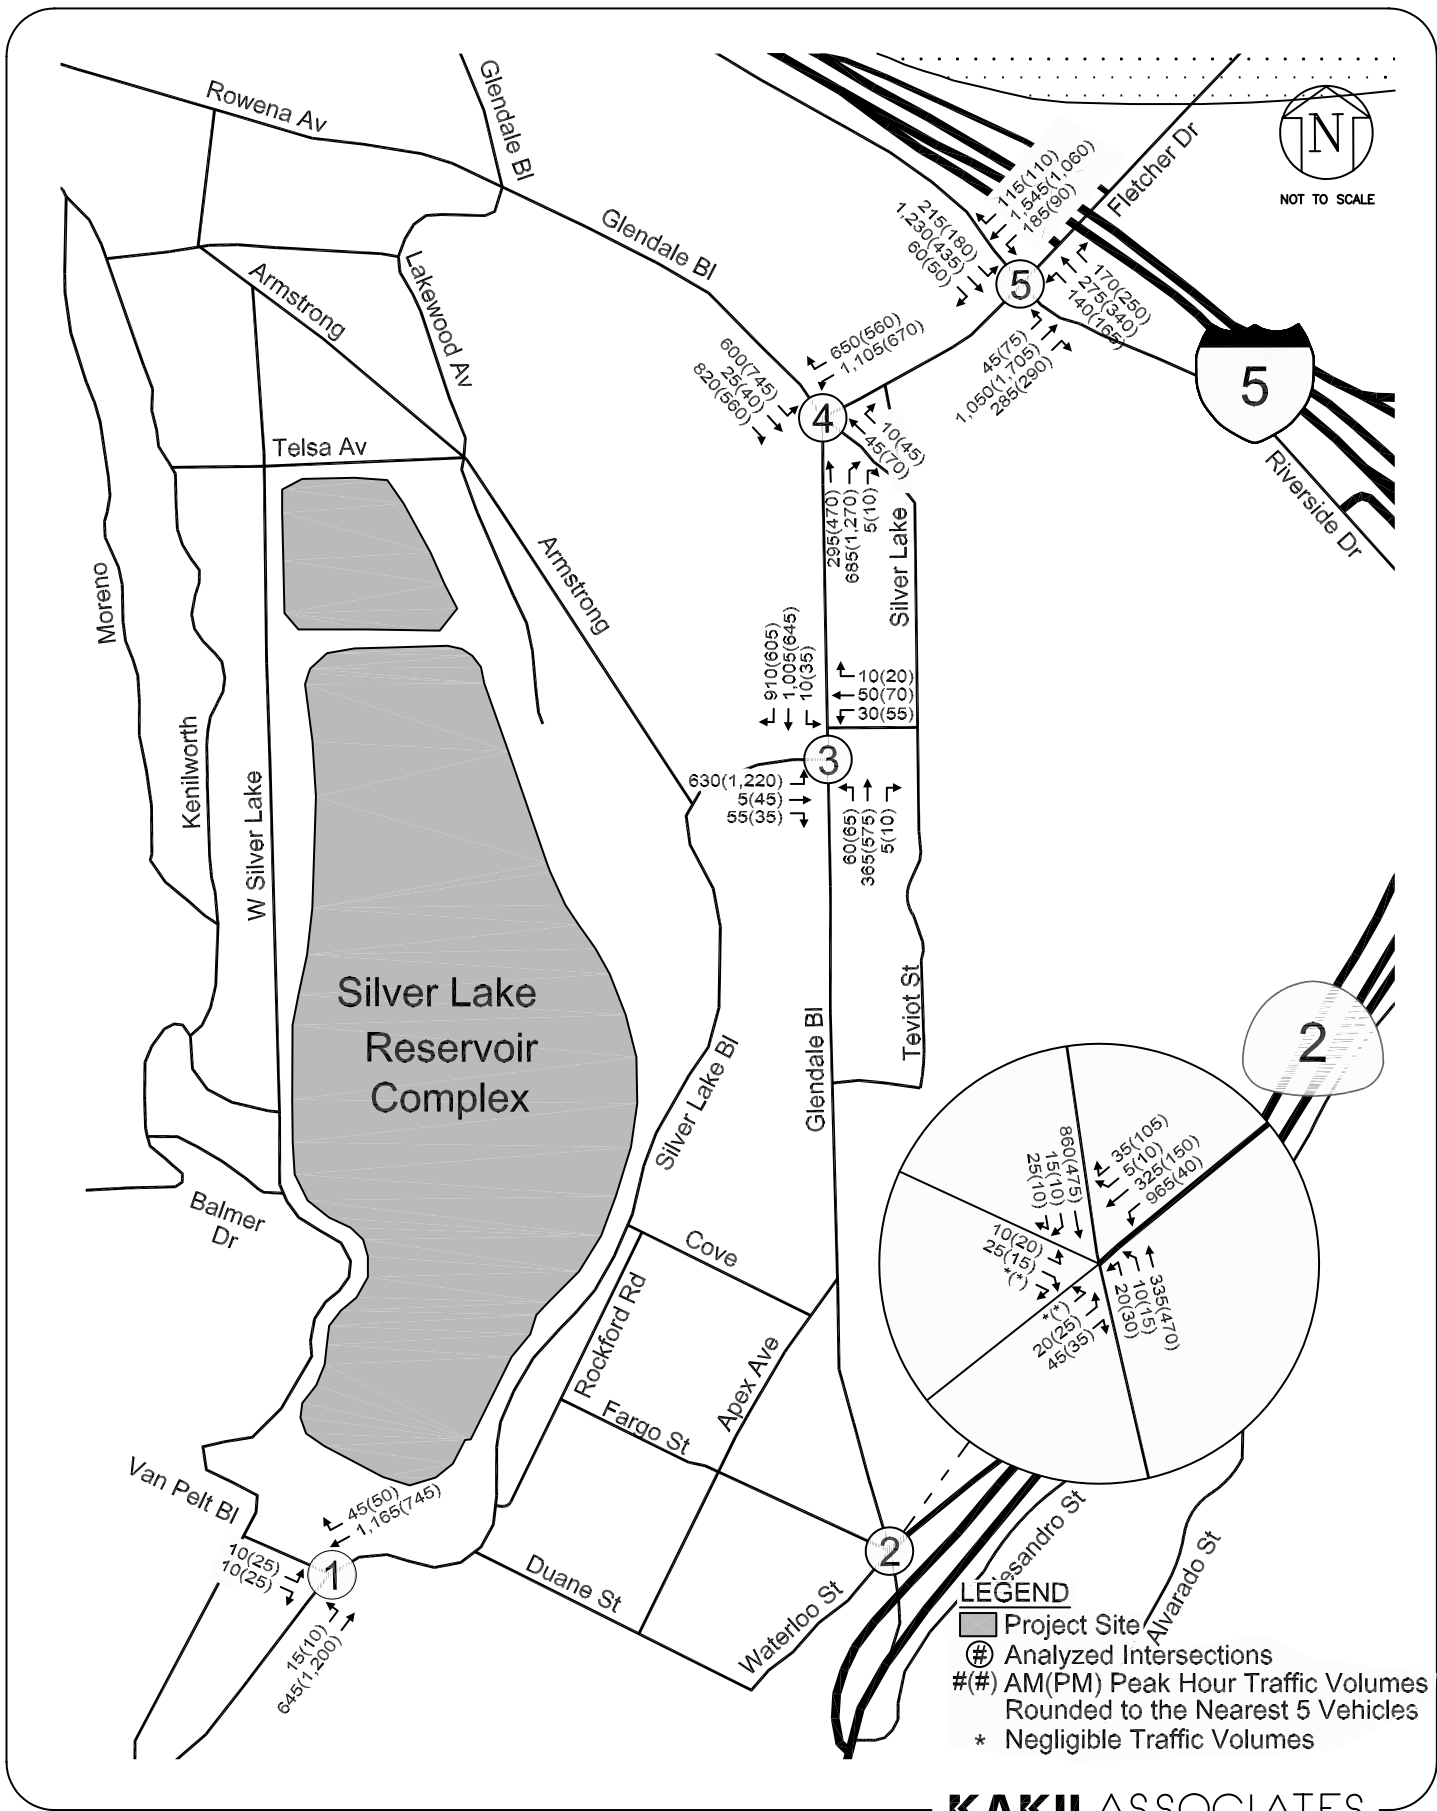 Rowena Av
Glendale Bl
Glendale Bl
Fletcher Dr
N
NOT TO SCALE
115(110)
1,545(1,060)
185(90)
215(180)
1,230(435)
60(50)
5
170(250)
275(340)
140(165)
45(75)
1,050(1,705)
285(290)
5
Riverside Dr
Armstrong
Lakewood Av
650(560)
1,105(670)
600(745)
25(40)
820(560)
4
10(45)
45(70)
295(470)
685(1,270)
5(10)
Silver Lake
Telsa Av
Armstrong
Moreno
Kenilworth
W Silver Lake
910(605)
1,005(645)
10(35)
10(20)
50(70)
30(55)
3
630(1,220)
5(45)
55(35)
60(65)
365(575)
5(10)
Silver Lake
Reservoir
Complex
Silver Lake Bl
Glendale Bl
Teviot St
2
860(475)
15(10)
25(10)
35(105)
5(10)
325(150)
965(40)
10(20)
25(15)
*(*)
*(*)
20(25)
45(35)
335(470)
10(15)
20(30)
Balmer
Dr
Cove
Rockford Rd
Apex Ave
Fargo St
Van Pelt Bl
45(50)
1,165(745)
10(25)
10(25)
1
15(10)
645(1,200)
Duane St
Waterloo St
2
esandro St
Alvarado St
LEGEND
Project Site
# Analyzed Intersections
#(#) AM(PM) Peak Hour Traffic Volumes
Rounded to the Nearest 5 Vehicles
* Negligible Traffic Volumes
KAKU ASSOCIATES